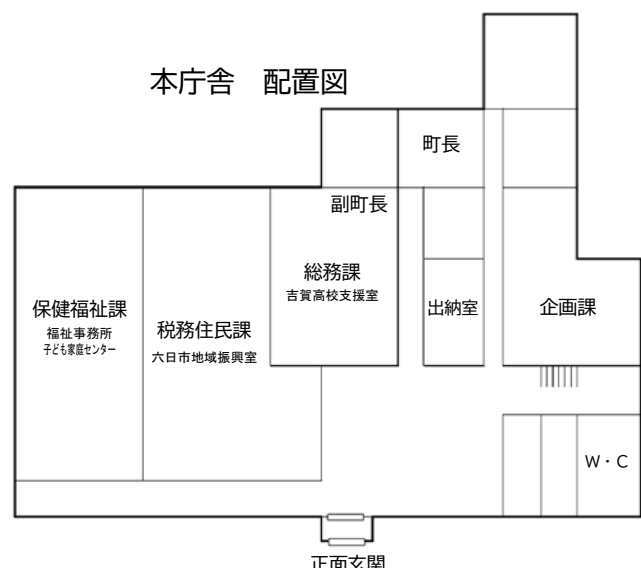 本庁舎　配置図
町長
副町長
総務課
吉賀高校支援室
保健福祉課
福祉事務所
子ども家庭センター
税務住民課
六日市地域振興室
出納室
企画課
W・C
正面玄関